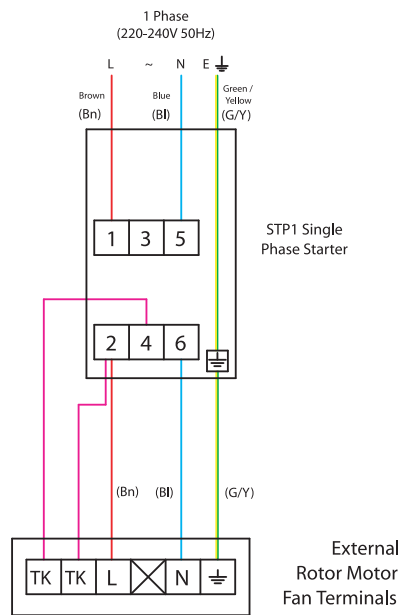 1 Phase
(220-240V 50Hz)
L ~ N E
Brown Blue Green /
Yellow
(Bn) (Bl) (G/Y)
1 3 5
STP1 Single
Phase Starter
2 4 6
(Bn) (Bl) (G/Y)
TK TK L N
External
Rotor Motor
Fan Terminals